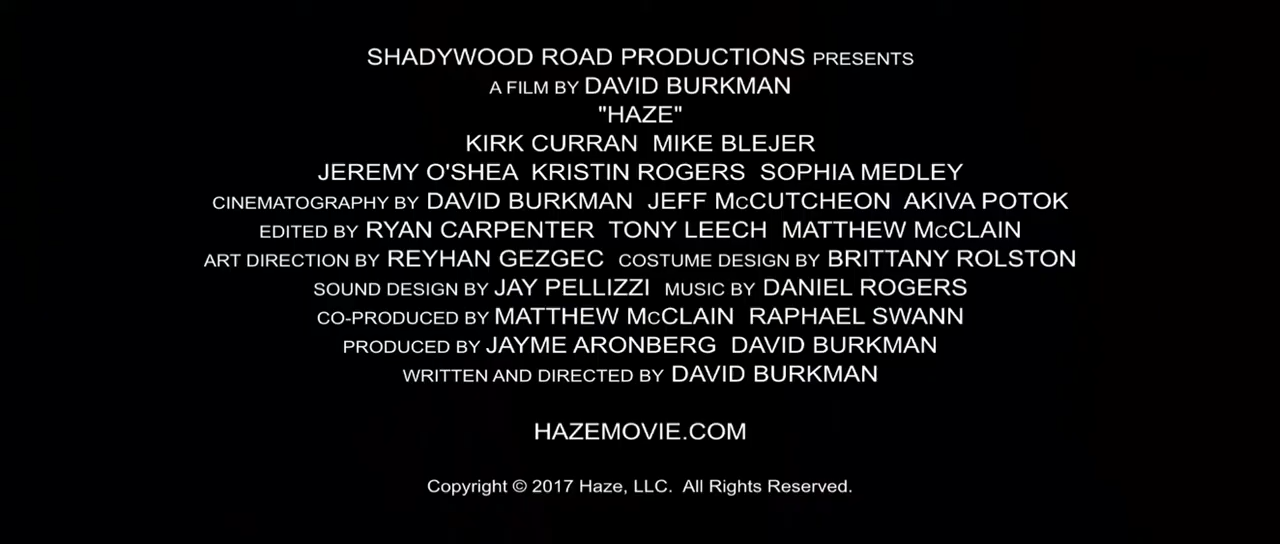 SHADYWOOD ROAD PRODUCTIONS PRESENTS
A FILM BY DAVID BURKMAN
"HAZE"
KIRK CURRAN MIKE BLEJER
JEREMY O'SHEA KRISTIN ROGERS SOPHIA MEDLEY
CINEMATOGRAPHY BY DAVID BURKMAN JEFF McCUTCHEON AKIVA POTOK
EDITED BY RYAN CARPENTER TONY LEECH MATTHEW McCLAIN
ART DIRECTION BY REYHAN GEZGEC COSTUME DESIGN BY BRITTANY ROLSTON
SOUND DESIGN BY JAY PELLIZZI MUSIC BY DANIEL ROGERS
CO-PRODUCED BY MATTHEW McCLAIN RAPHAEL SWANN
PRODUCED BY JAYME ARONBERG DAVID BURKMAN
WRITTEN AND DIRECTED BY DAVID BURKMAN
HAZEMOVIE.COM
Copyright © 2017 Haze, LLC. All Rights Reserved.